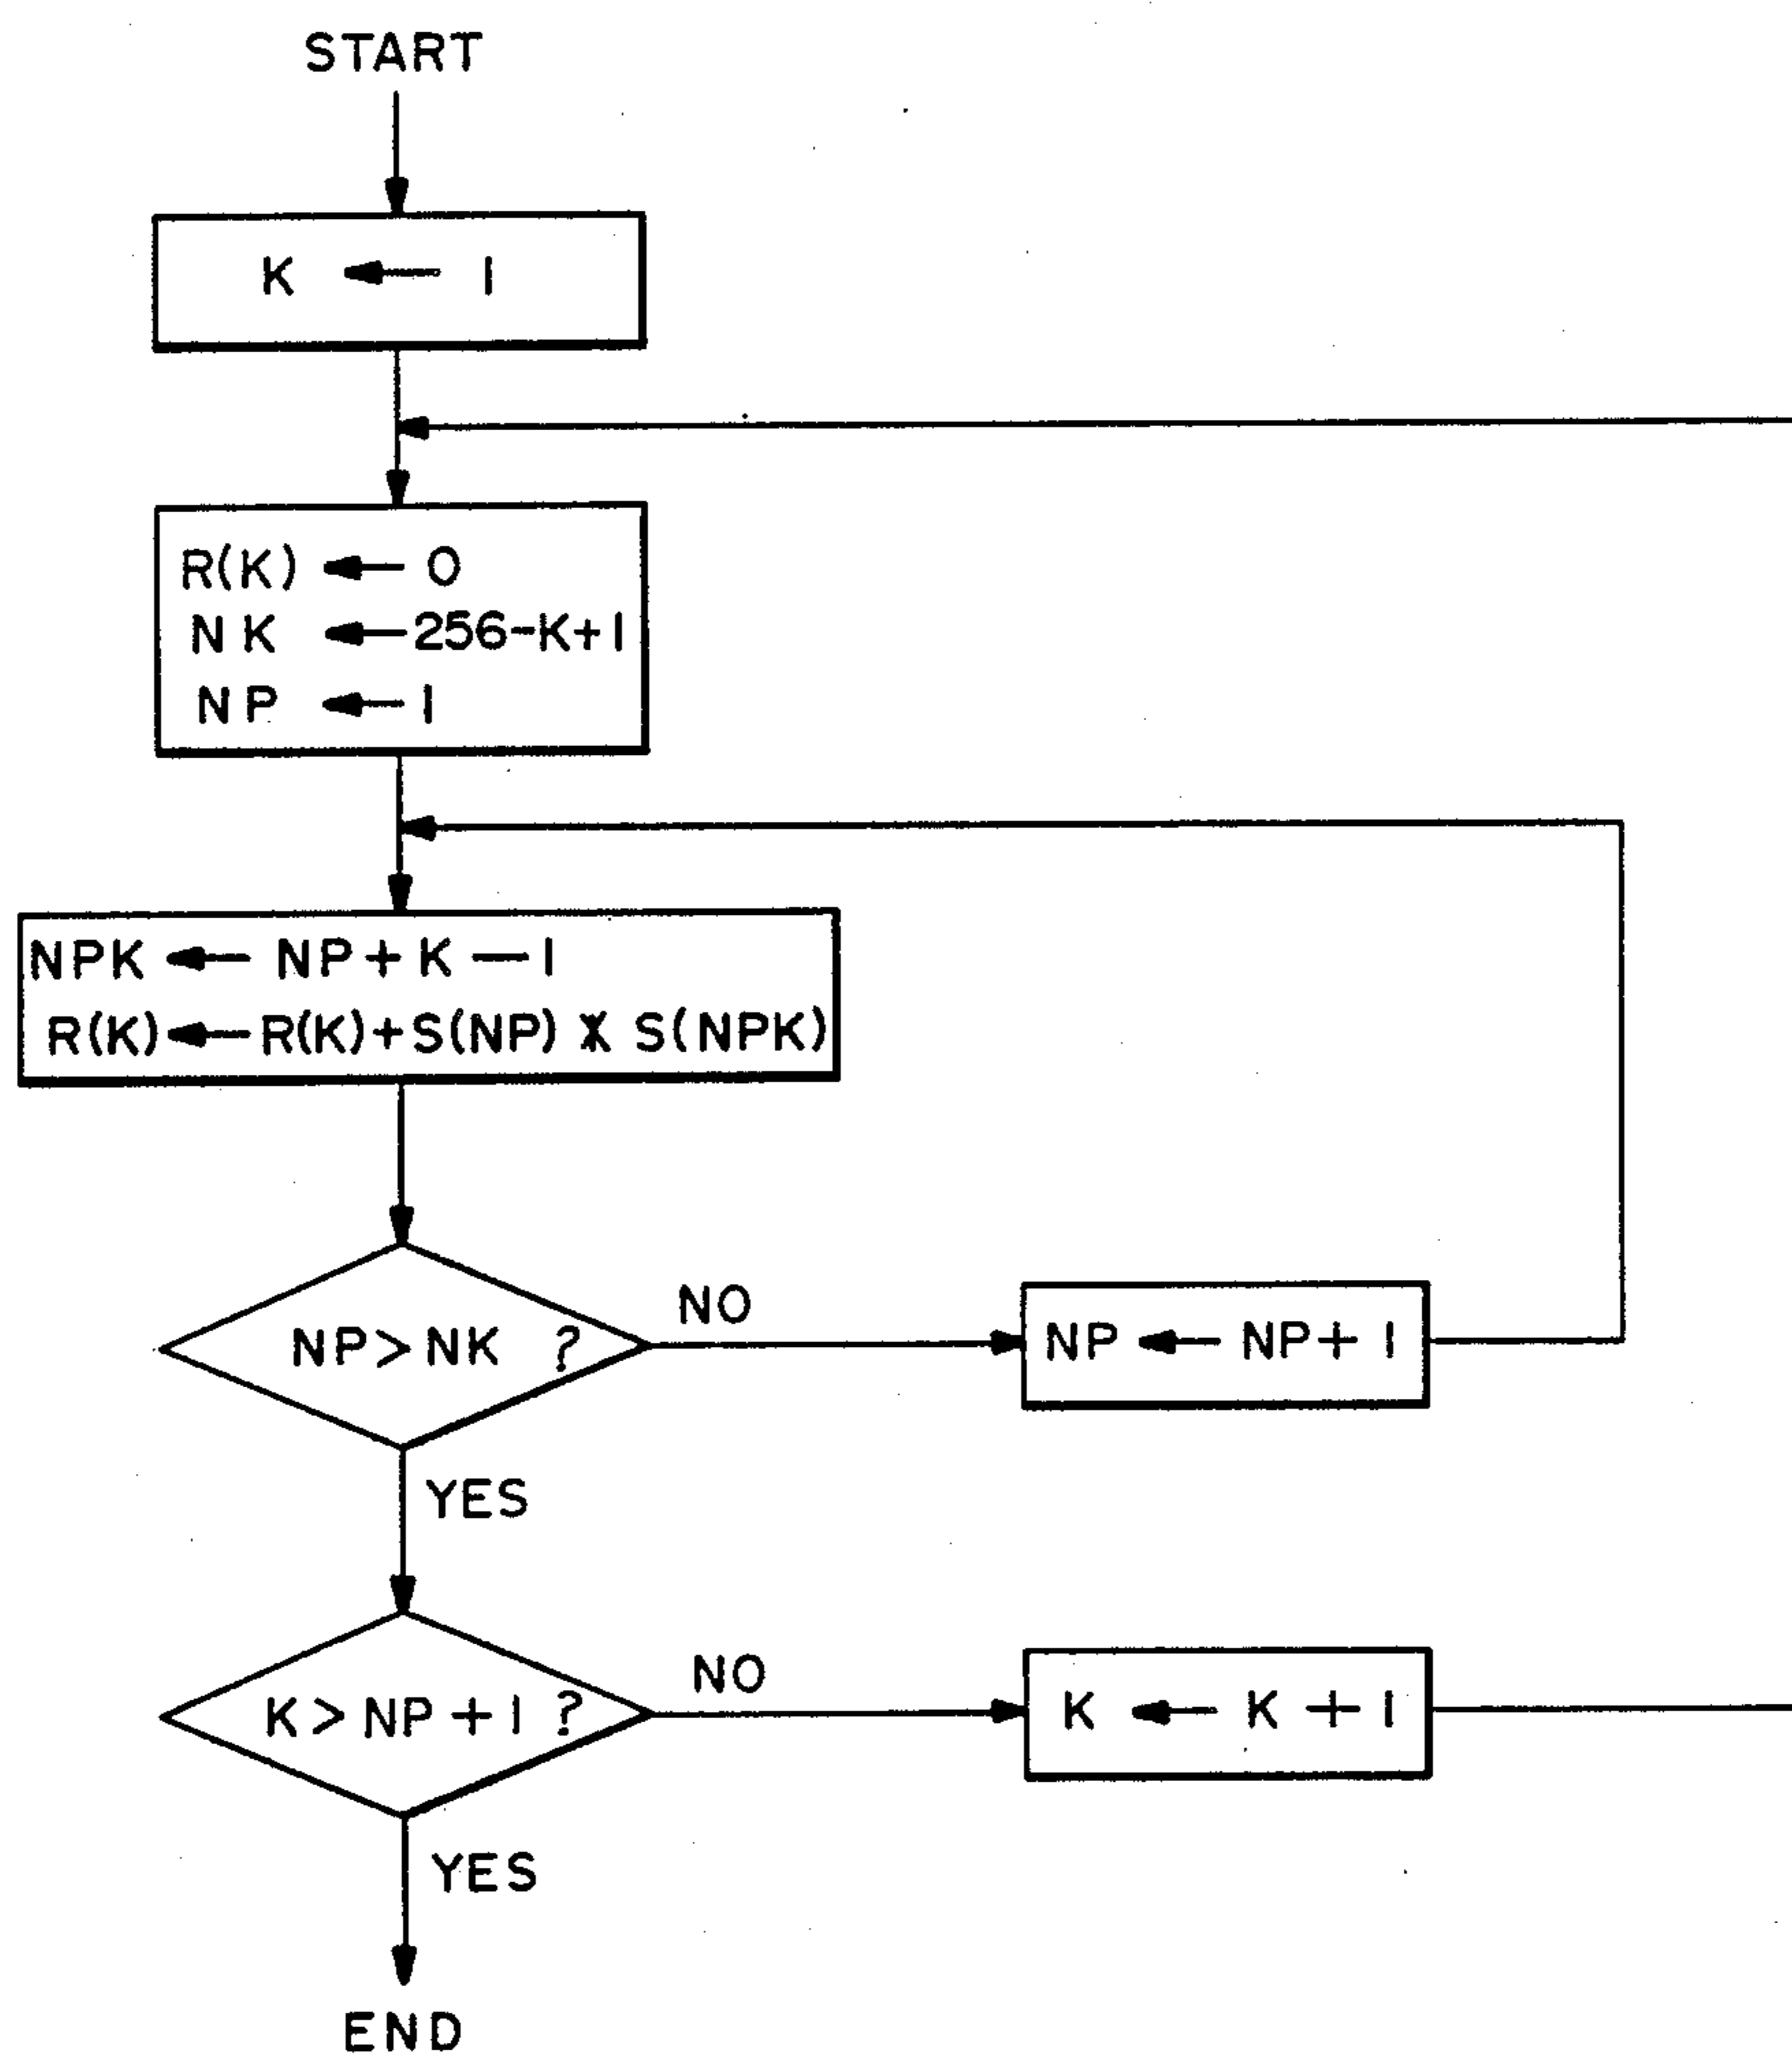 START
K ← 1
R(K) ← 0
NK ← 256-K+1
NP ← 1
NPK ← NP+K-1
R(K) ← R(K)+S(NP) X S(NPK)
NP>NK ?
NO
NP ← NP+1
YES
K>NP+1?
NO
K ← K+1
YES
END